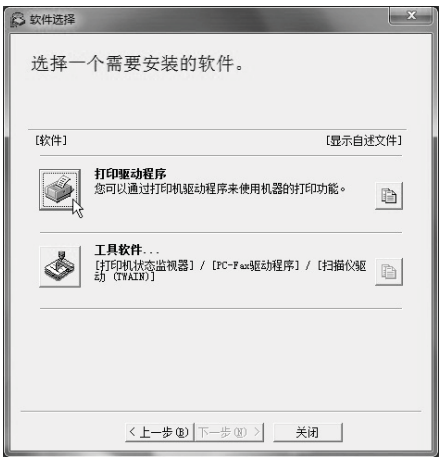 软件选择
选择一个需要安装的软件。
[软件] [显示自述文件]
打印驱动程序
您可以通过打印机驱动程序来使用机器的打印功能。
工具软件...
[打印机状态监视器] / [PC-Fax驱动程序] / [扫描仪驱
动 (TWAIN)]
< 上一步(B) 下一步(N) > 关闭